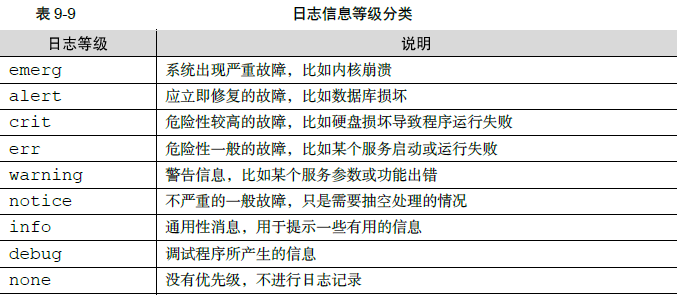 表 9-9 日志信息等级分类
日志等级 说明
emerg 系统出现严重故障，比如内核崩溃
alert 应立即修复的故障，比如数据库损坏
crit 危险性较高的故障，比如硬盘损坏导致程序运行失败
err 危险性一般的故障，比如某个服务启动或运行失败
warning 警告信息，比如某个服务参数或功能出错
notice 不严重的一般故障，只是需要抽空处理的情况
info 通用性消息，用于提示一些有用的信息
debug 调试程序所产生的信息
none 没有优先级，不进行日志记录